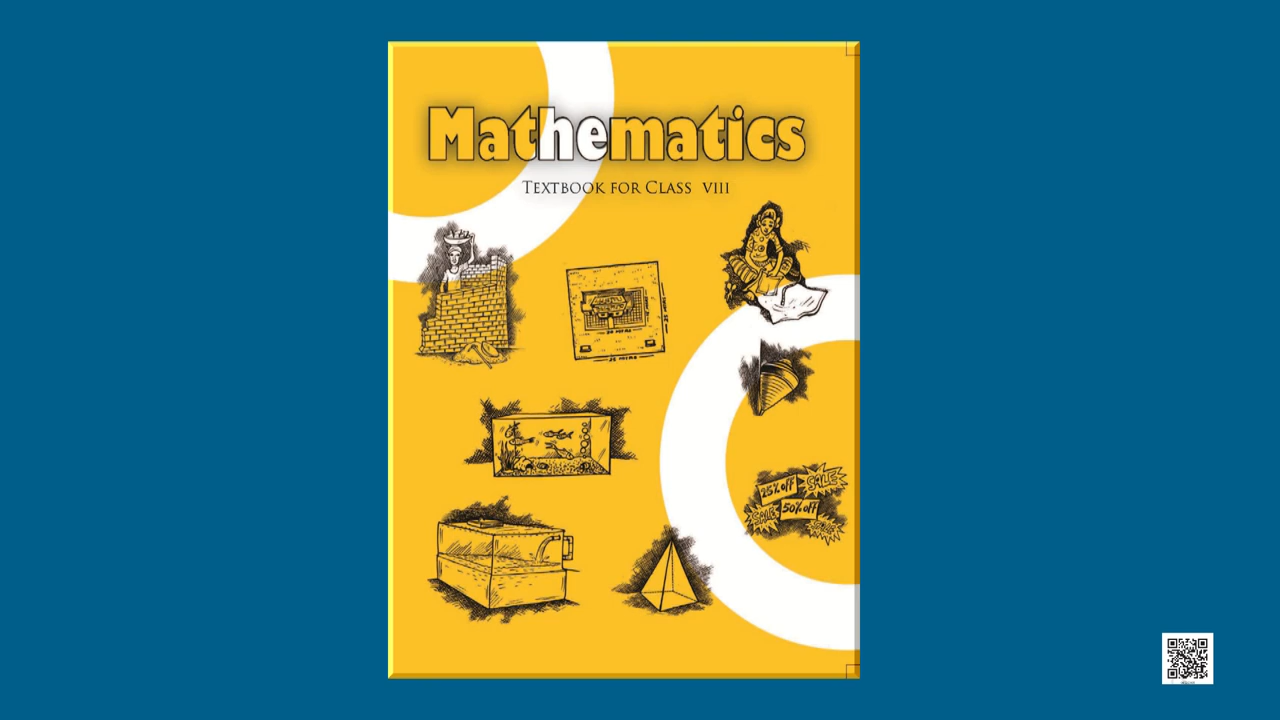 Mathematics
TEXTBOOK FOR CLASS VIII
25% off
SALE
SALE
50% off